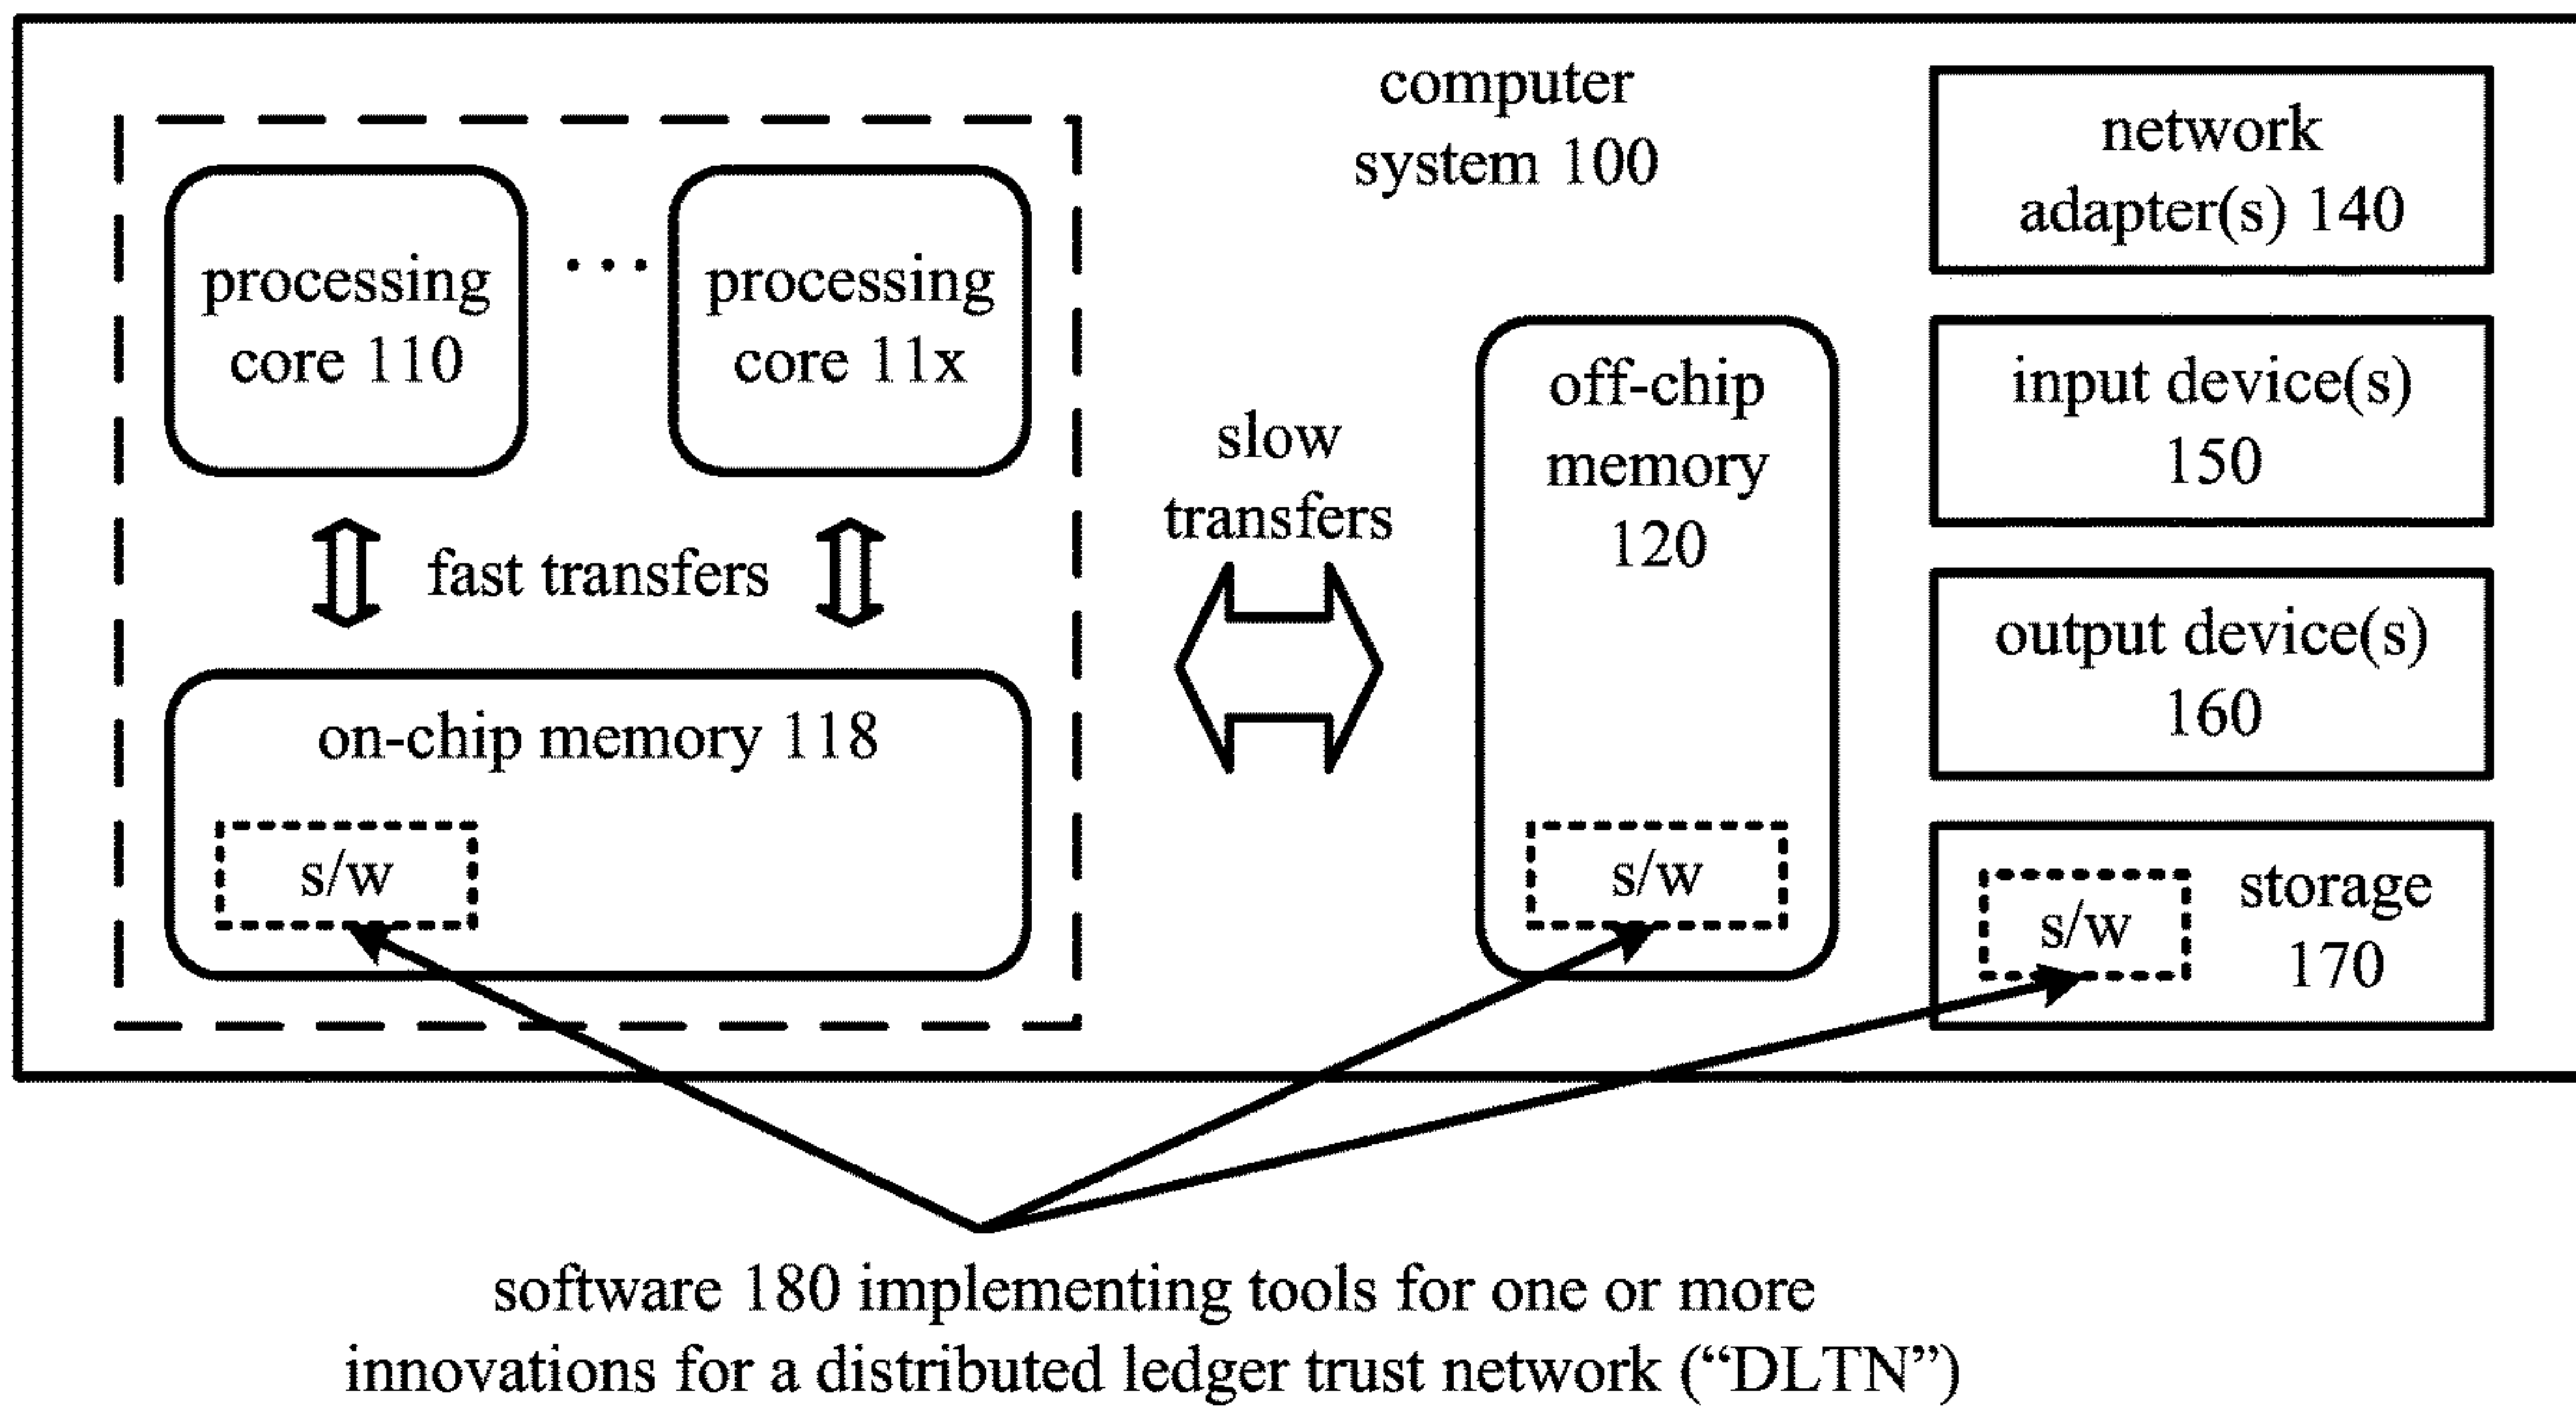 computer
system 100
processing
core 110
. . .
processing
core 11x
fast transfers
on-chip memory 118
s/w
slow
transfers
off-chip
memory
120
s/w
network
adapter(s) 140
input device(s)
150
output device(s)
160
storage
170
s/w
software 180 implementing tools for one or more
innovations for a distributed ledger trust network (“DLTN”)